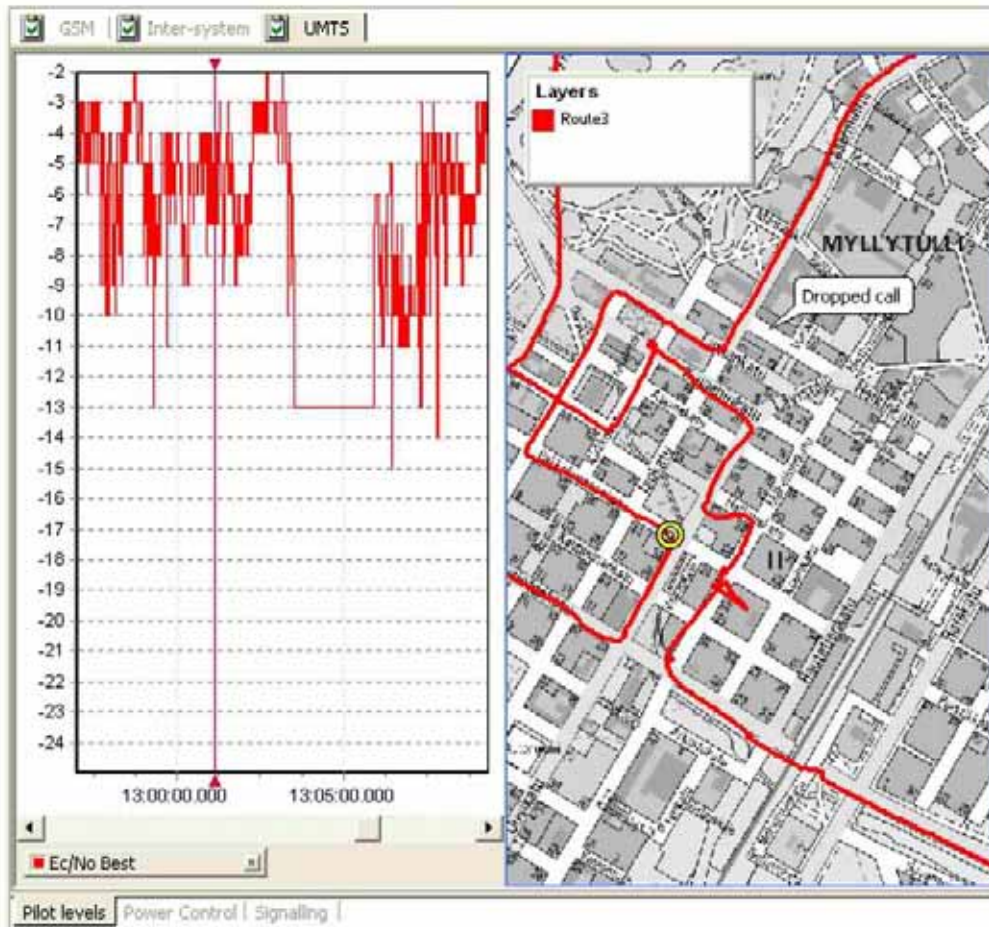 GSM
Inter-system
UMTS
-2
-3
-4
-5
-6
-7
-8
-9
-10
-11
-12
-13
-14
-15
-16
-17
-18
-19
-20
-21
-22
-23
-24
13:00:00.000
13:05:00.000
Ec/No Best
Layers
Route3
MYLLYTULLI
Dropped call
II
Pilot levels
Power Control
Signalling